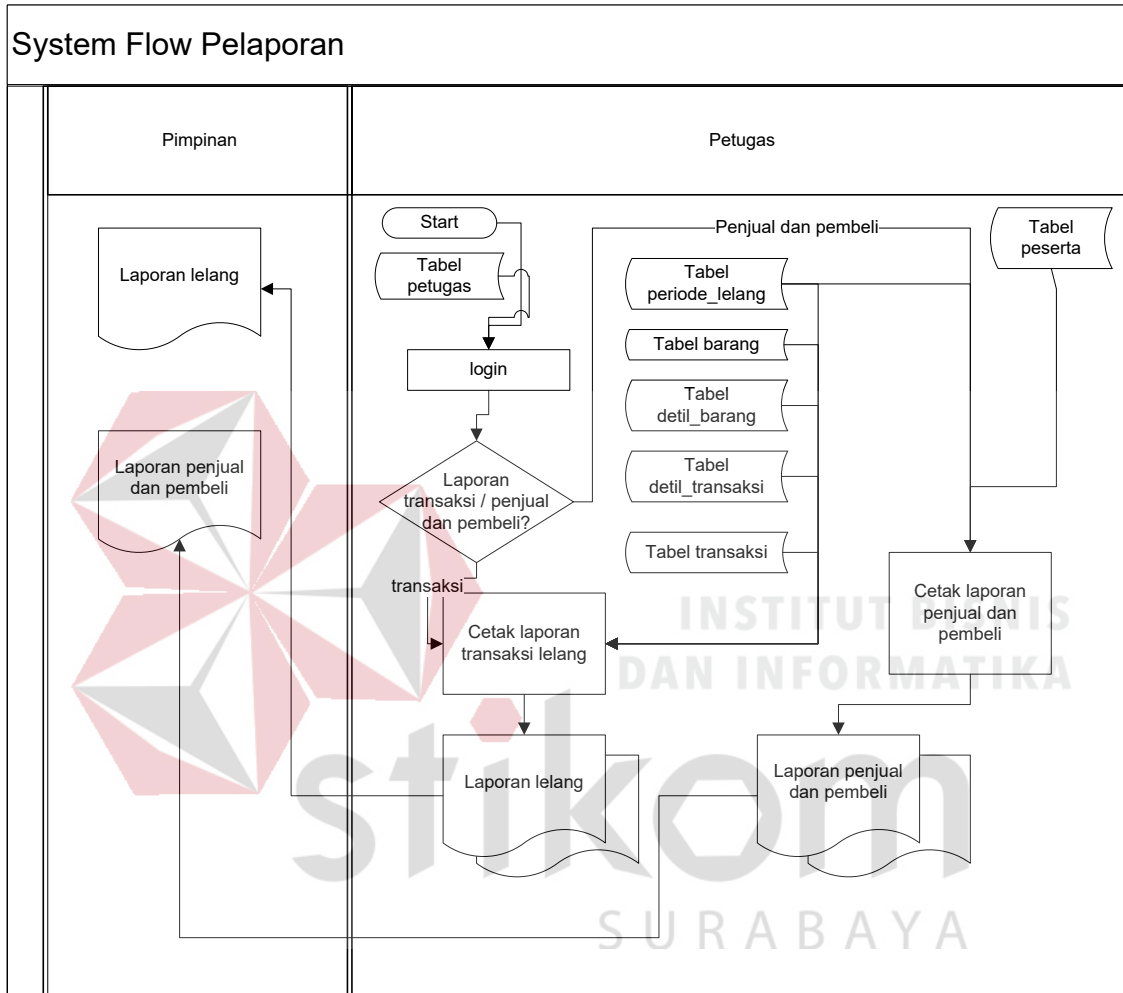 System Flow Pelaporan
Pimpinan
Petugas
Start
Penjual dan pembeli
Tabel
peserta
Laporan lelang
Tabel
petugas
Tabel
periode_lelang
Tabel barang
login
Tabel
detil_barang
Laporan penjual
dan pembeli
Laporan
transaksi / penjual
dan pembeli?
Tabel
detil_transaksi
Tabel transaksi
transaksi
Cetak laporan
transaksi lelang
Cetak laporan
penjual dan
pembeli
INSTITUT BISNIS
DAN INFORMATIKA
Laporan lelang
Laporan penjual
dan pembeli
stikom
SURABAYA